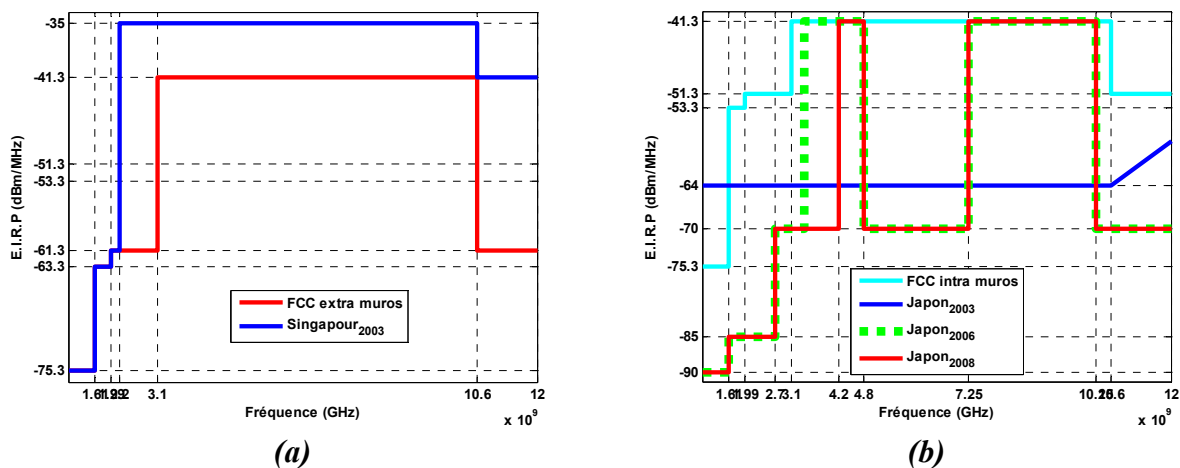 -35
-41.3
-51.3
-53.3
-61.3
-63.3
-75.3
E.I.R.P (dBm/MHz)
FCC extra muros
Singapour2003
3.1
10.6
12
Fréquence (GHz)
x 10^9
(a)
-41.3
-51.3
-53.3
-64
-70
-75.3
-85
-90
E.I.R.P (dBm/MHz)
FCC intra muros
Japon2003
Japon2006
Japon2008
1.61.99 2.7 3.1 4.2 4.8 7.25 12
Fréquence (GHz)
x 10^9
(b)